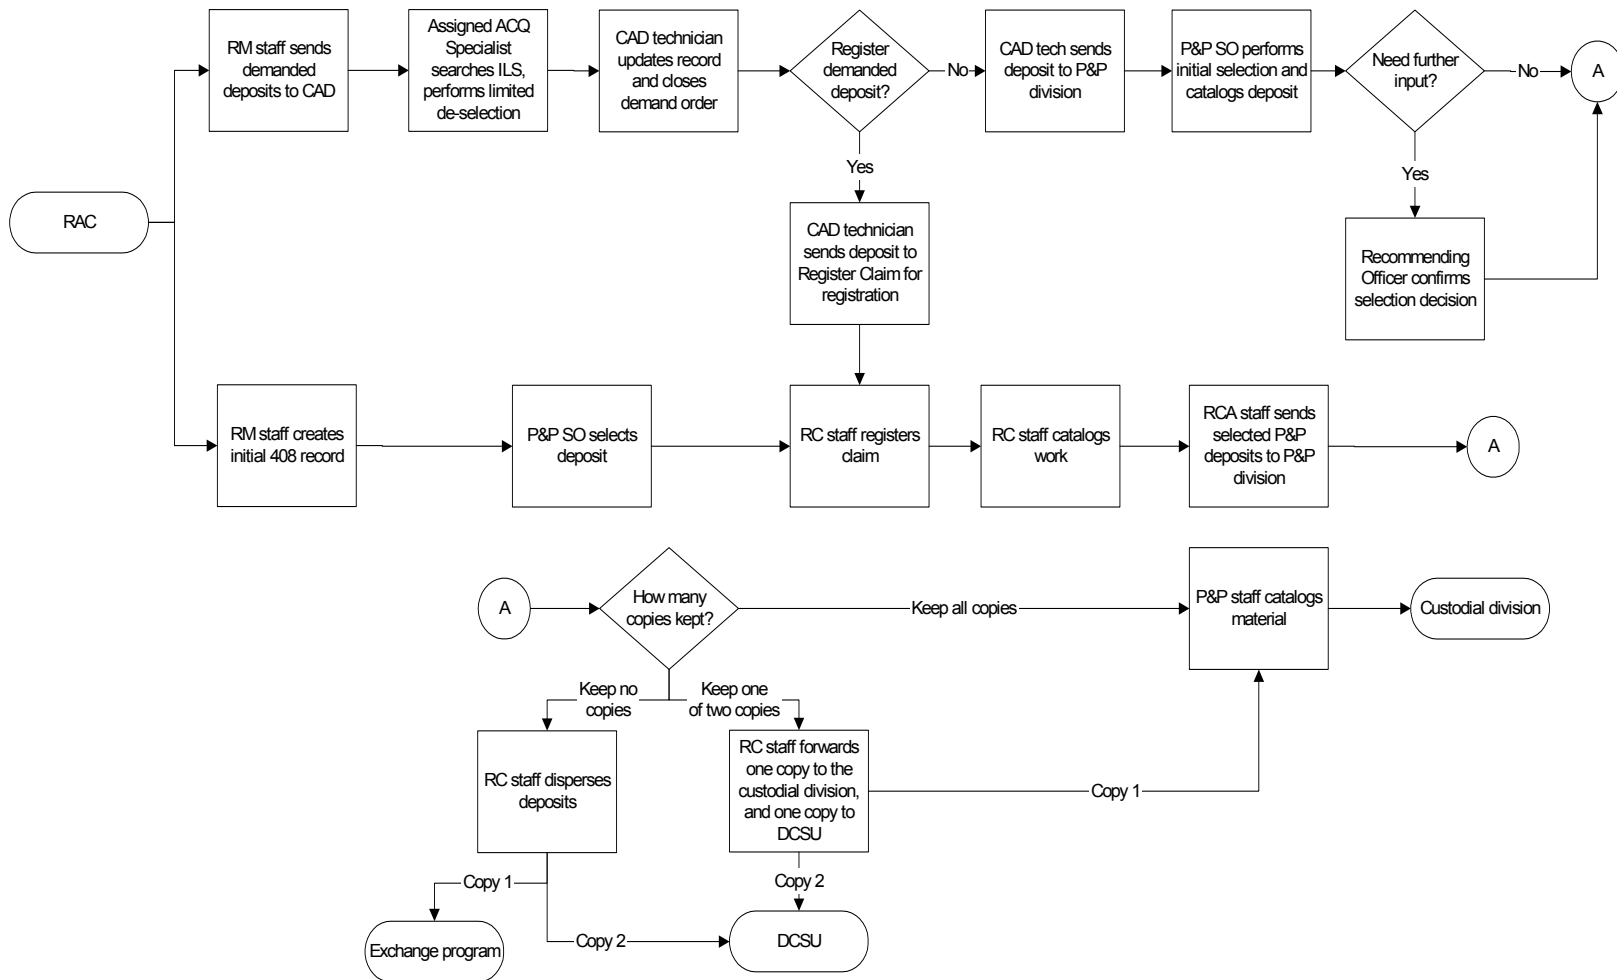 RM staff sends
demanded
deposits to CAD
Assigned ACQ
Specialist
searches ILS,
performs limited
de-selection
CAD technician
updates record
and closes
demand order
Register
demanded
deposit?
No
CAD tech sends
deposit to P&P
division
P&P SO performs
initial selection and
catalogs deposit
Need further
input?
No
A
Yes
Yes
RAC
CAD technician
sends deposit to
Register Claim for
registration
Recommending
Officer confirms
selection decision
RM staff creates
initial 408 record
P&P SO selects
deposit
RC staff registers
claim
RC staff catalogs
work
RCA staff sends
selected P&P
deposits to P&P
division
A
A
How many
copies kept?
Keep all copies
P&P staff catalogs
material
Custodial division
Keep no
copies
Keep one
of two copies
RC staff disperses
deposits
RC staff forwards
one copy to the
custodial division,
and one copy to
DCSU
Copy 1
Copy 1
Copy 2
Exchange program
Copy 2
DCSU